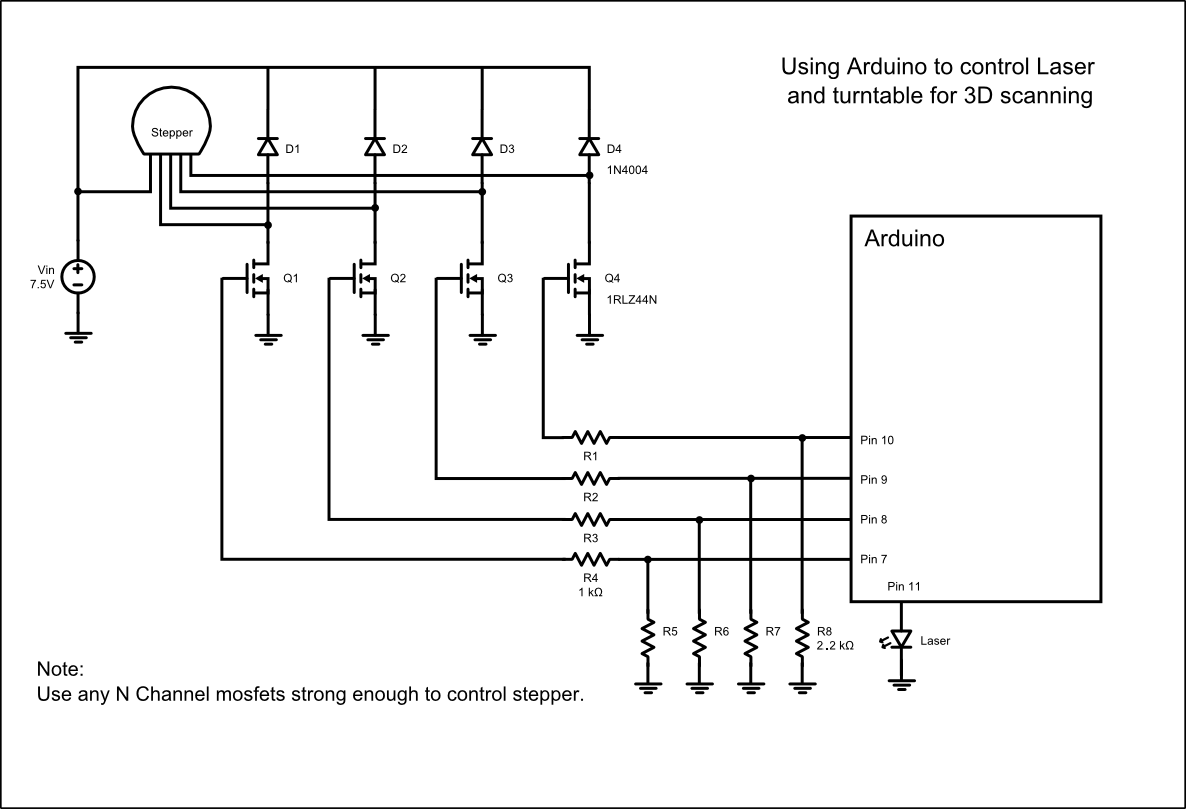 Using Arduino to control Laser
and turntable for 3D scanning
Stepper
D1
D2
D3
D4
1N4004
Arduino
Vin
7.5V
Q1
Q2
Q3
Q4
1RLZ44N
Pin 10
R1
Pin 9
R2
Pin 8
R3
Pin 7
R4
1 kΩ
Pin 11
R5
R6
R7
R8
2.2 kΩ
Laser
Note:
Use any N Channel mosfets strong enough to control stepper.